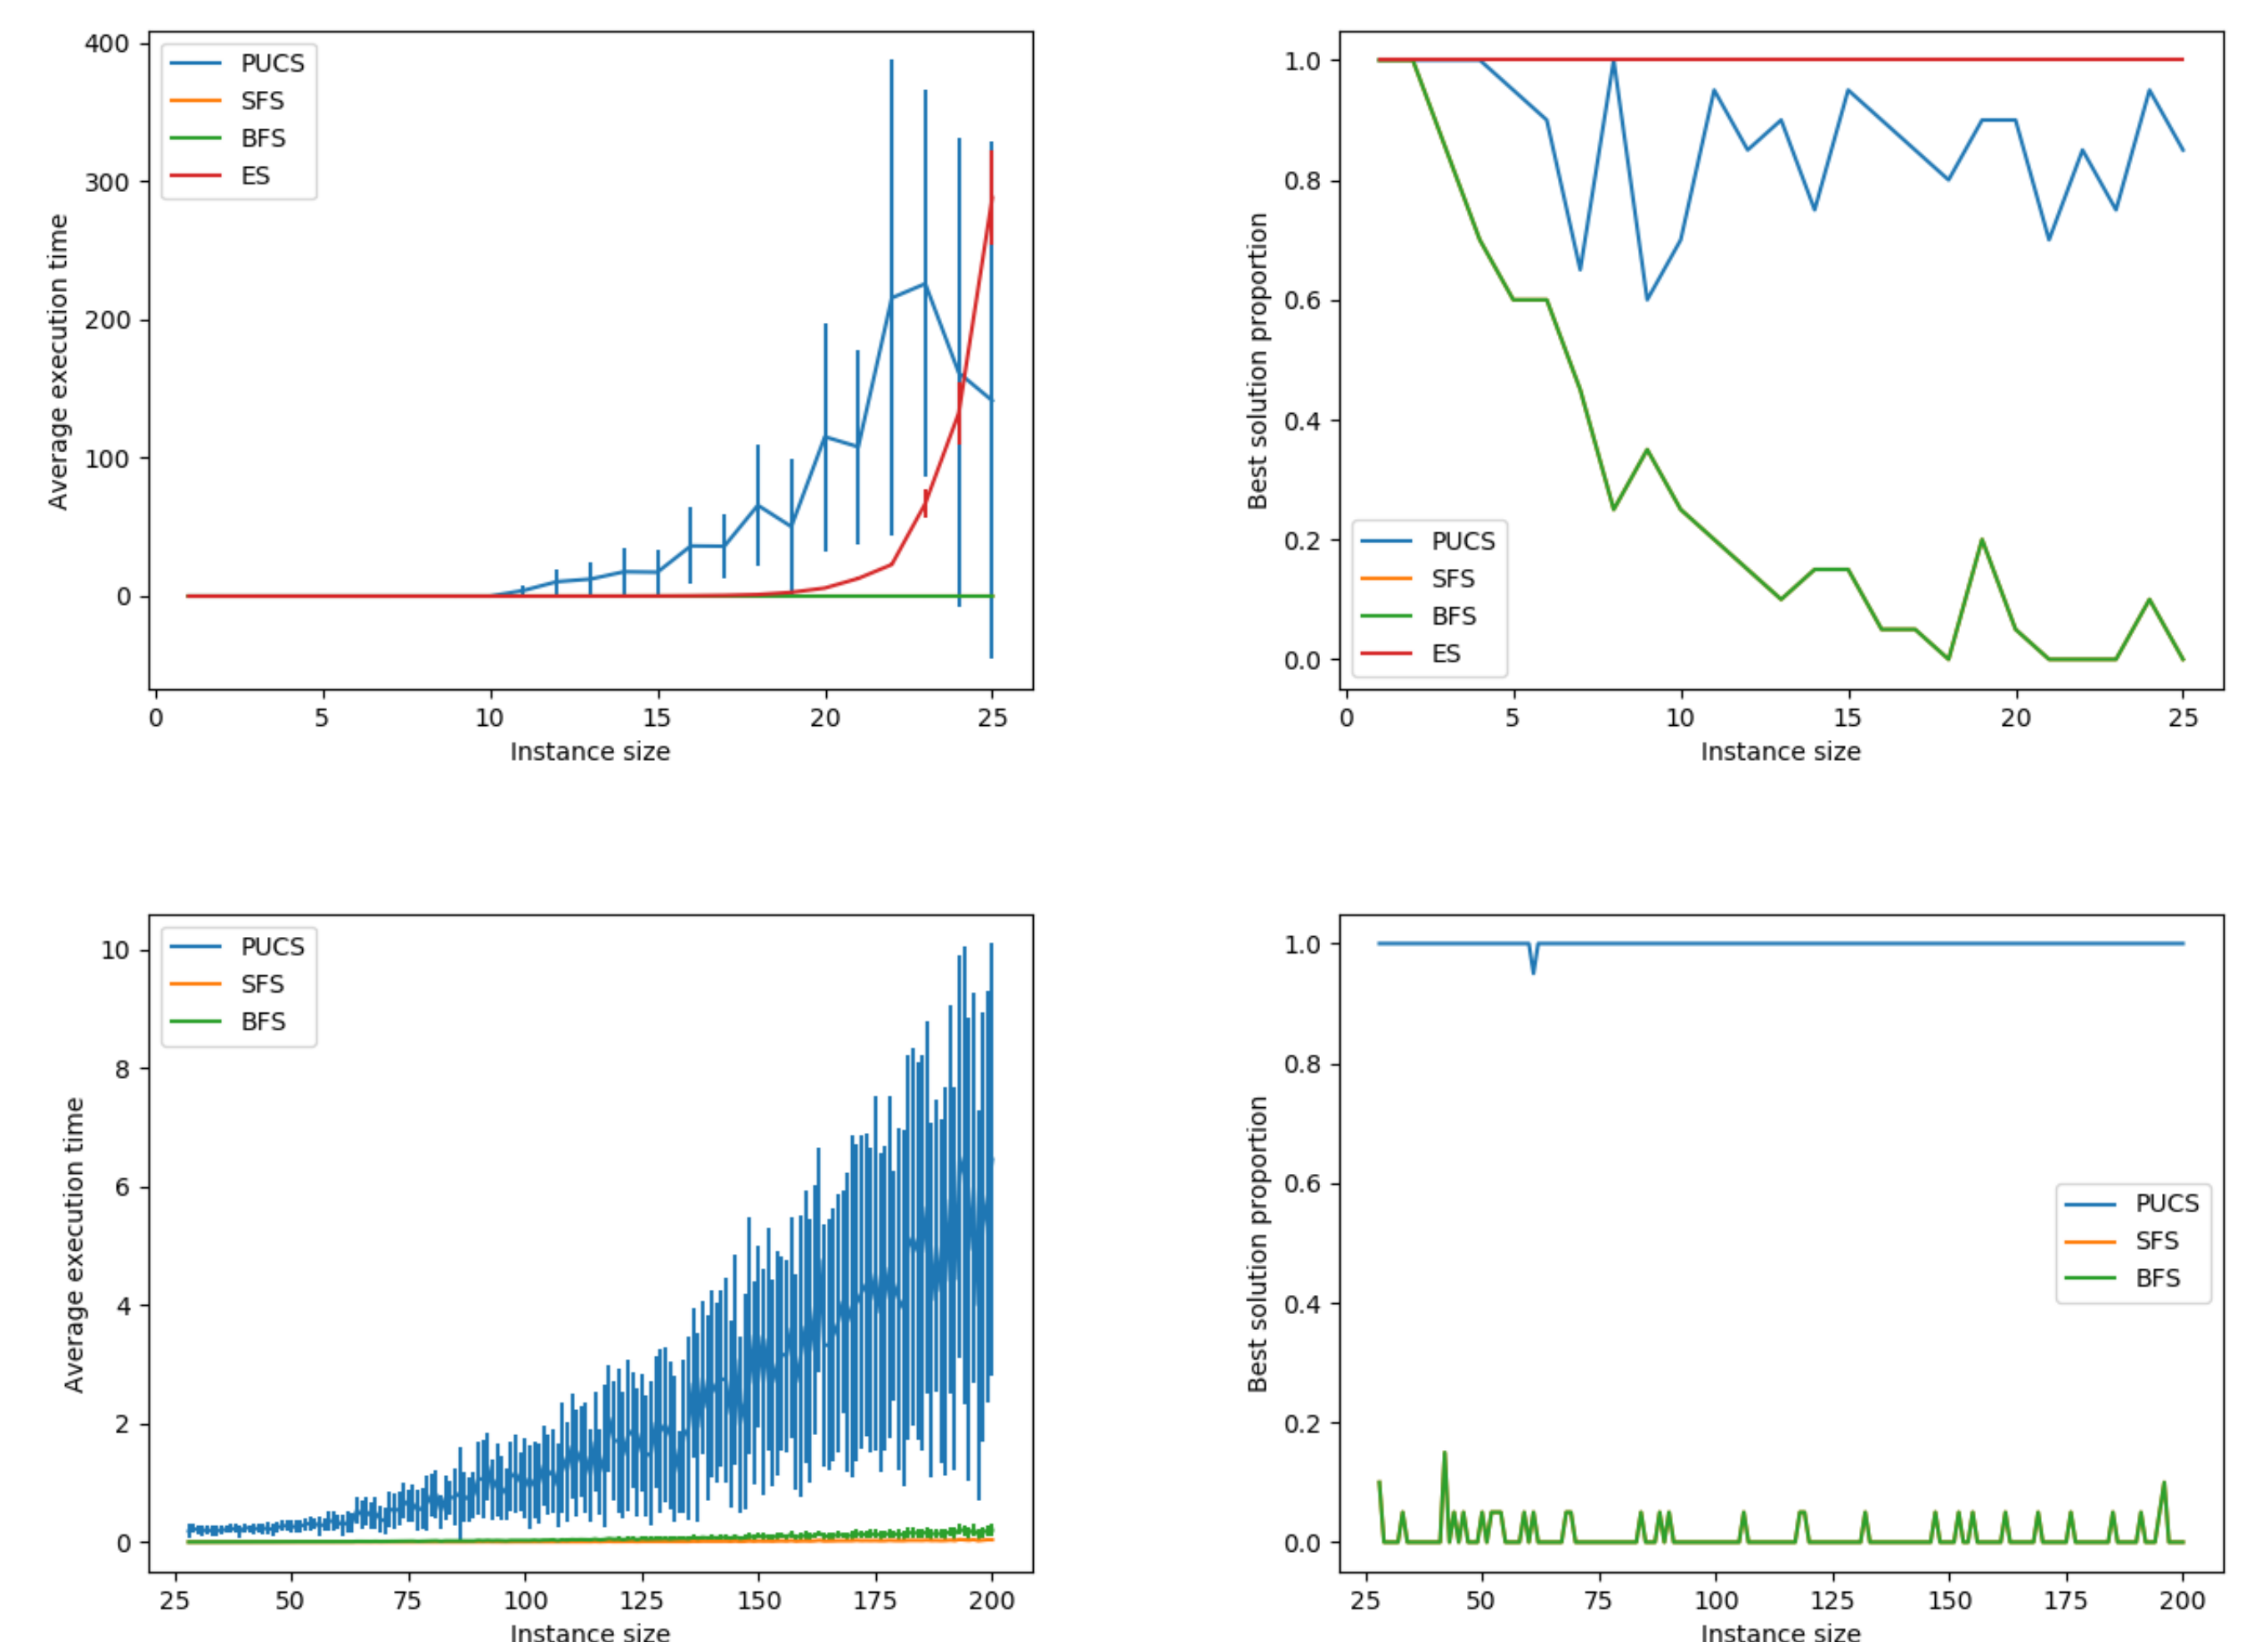 400
300
200
100
0
Average execution time
PUCS
SFS
BFS
ES
0 5 10 15 20 25
Instance size
1.0
0.8
0.6
0.4
0.2
0.0
Best solution proportion
PUCS
SFS
BFS
ES
0 5 10 15 20 25
Instance size
10
8
6
4
2
0
Average execution time
PUCS
SFS
BFS
25 50 75 100 125 150 175 200
Instance size
1.0
0.8
0.6
0.4
0.2
0.0
Best solution proportion
PUCS
SFS
BFS
25 50 75 100 125 150 175 200
Instance size